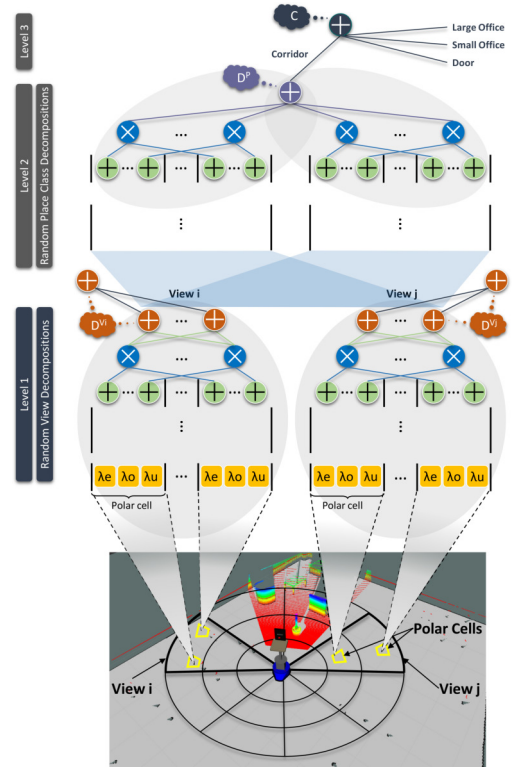 Level 3
C
Large Office
Small Office
Door
Corridor
D^P
Level 2
Random Place Class Decompositions
... ...
... ... ... ... ... ...
⋮ ⋮
View i View j
D^Vi ... ... D^Vj
Level 1
Random View Decompositions
... ... ... ... ... ...
⋮ ⋮
λe λo λu ... λe λo λu λe λo λu ... λe λo λu
Polar cell Polar cell
Polar Cells
View i View j